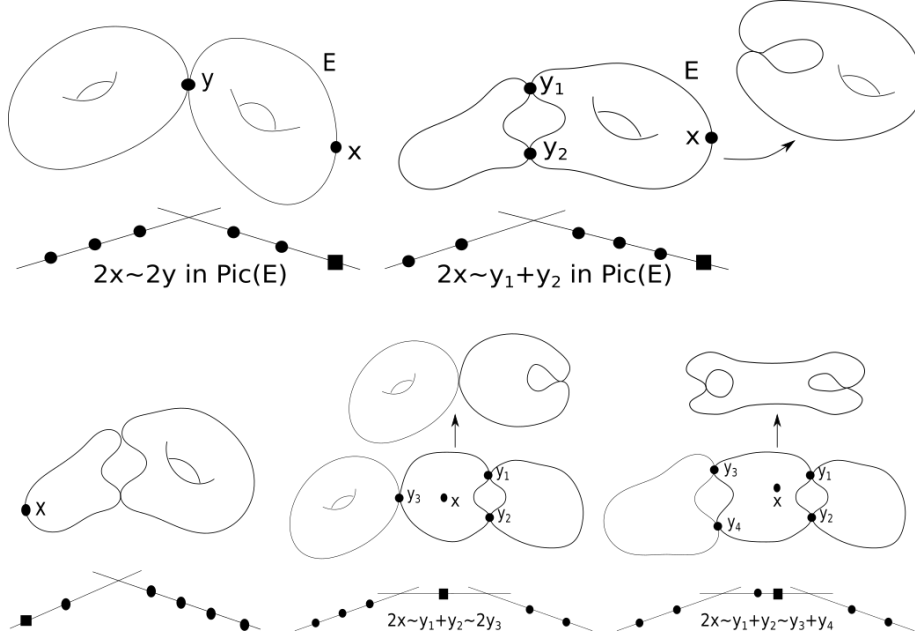 E
y
x
E
y₁
y₂
x
2x~2y in Pic(E)
2x~y₁+y₂ in Pic(E)
x
y₃
x
y₁
y₂
y₃
y₄
x
y₁
y₂
2x~y₁+y₂~2y₃
2x~y₁+y₂~y₃+y₄